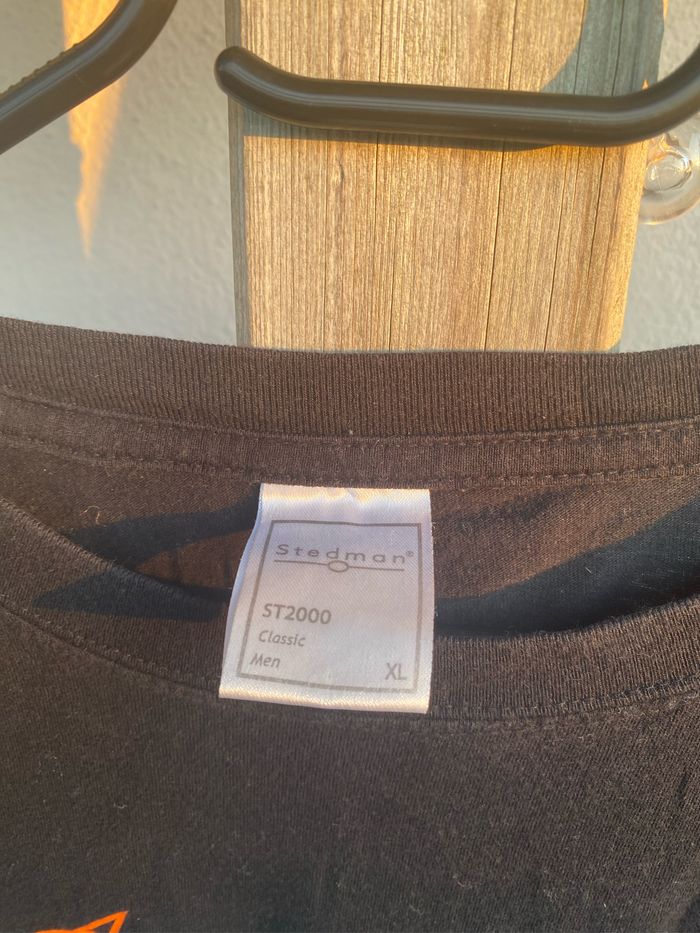 Stedman®
ST2000
Classic
Men
XL